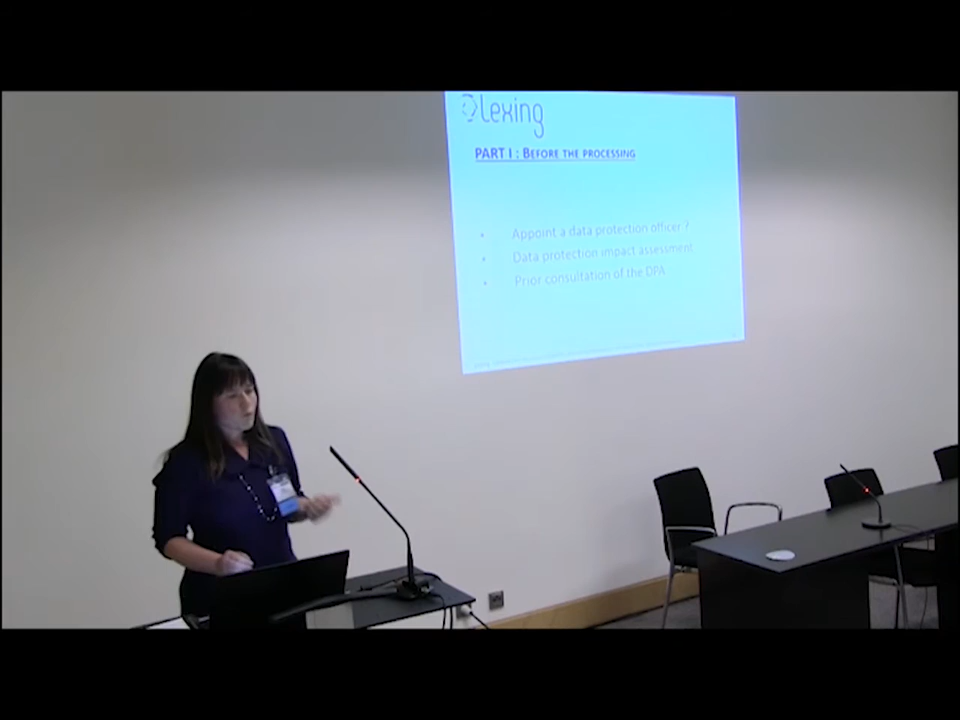 Lexing
PART I : BEFORE THE PROCESSING
• Appoint a data protection officer ?
• Data protection impact assessment
• Prior consultation of the DPA